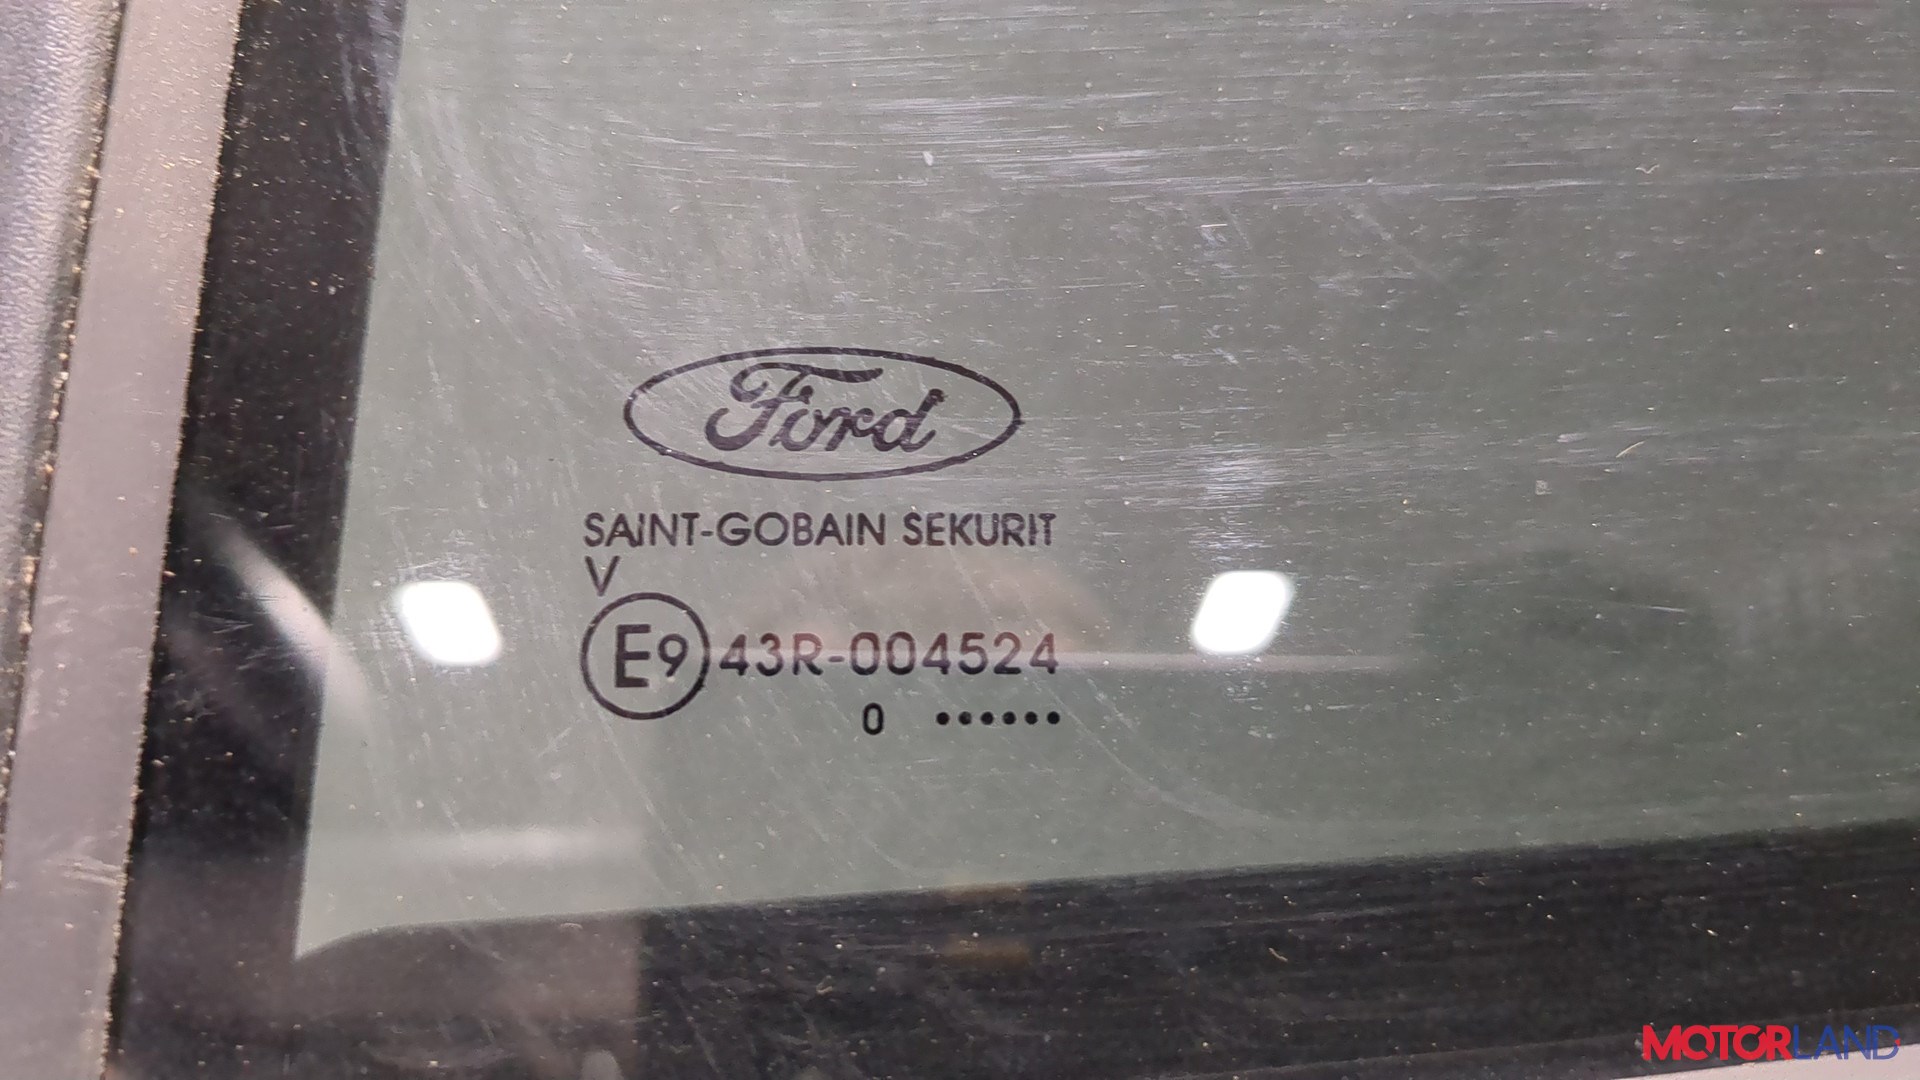 Ford
SAINT-GOBAIN SEKURIT
V
E9 43R-004524
0 ••••••
MOTORLAND